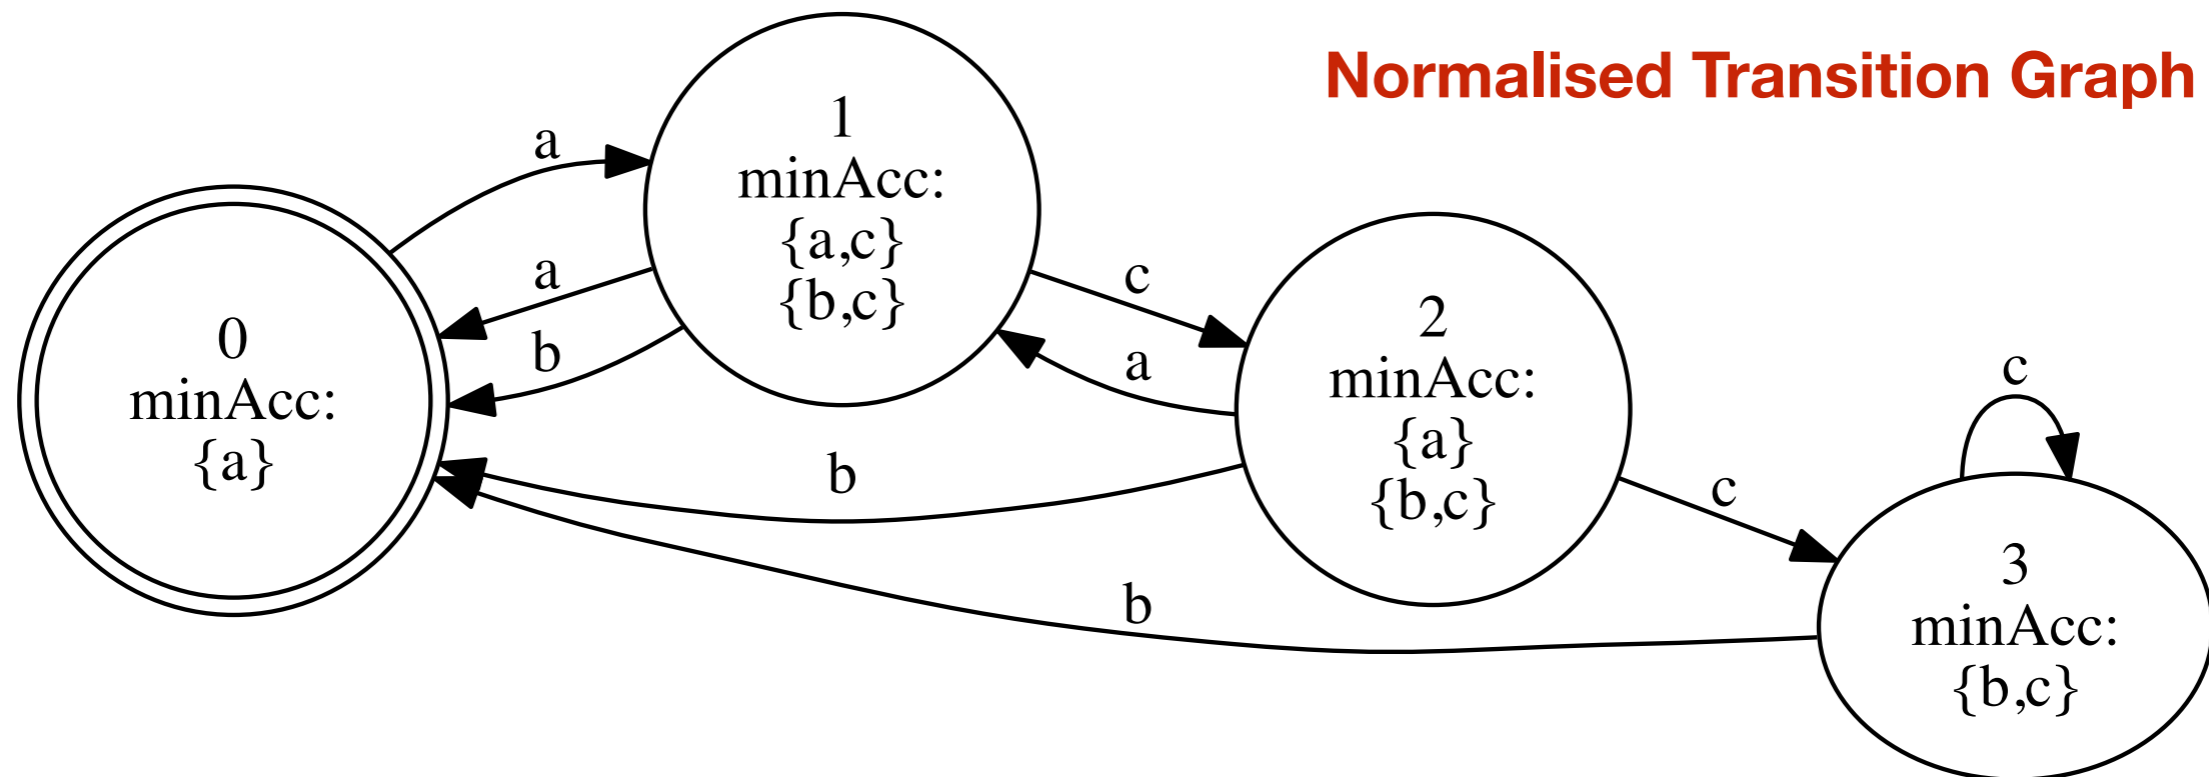 Normalised Transition Graph
0
minAcc:
{a}
a
a
b
1
minAcc:
{a,c}
{b,c}
c
a
b
b
2
minAcc:
{a}
{b,c}
c
c
3
minAcc:
{b,c}